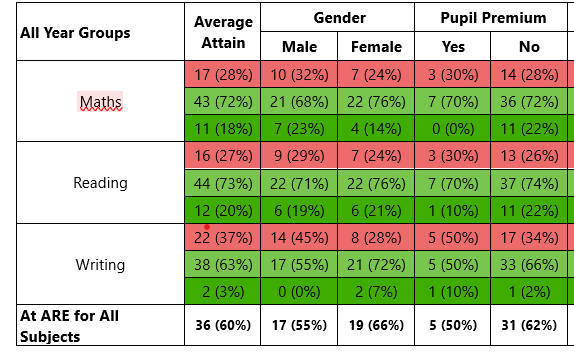 All Year Groups Average Attain Gender Pupil Premium
Male Female Yes No
17 (28%) 10 (32%) 7 (24%) 3 (30%) 14 (28%)
Maths 43 (72%) 21 (68%) 22 (76%) 7 (70%) 36 (72%)
11 (18%) 7 (23%) 4 (14%) 0 (0%) 11 (22%)
16 (27%) 9 (29%) 7 (24%) 3 (30%) 13 (26%)
Reading 44 (73%) 22 (71%) 22 (76%) 7 (70%) 37 (74%)
12 (20%) 6 (19%) 6 (21%) 1 (10%) 11 (22%)
22 (37%) 14 (45%) 8 (28%) 5 (50%) 17 (34%)
Writing 38 (63%) 17 (55%) 21 (72%) 5 (50%) 33 (66%)
2 (3%) 0 (0%) 2 (7%) 1 (10%) 1 (2%)
At ARE for All Subjects 36 (60%) 17 (55%) 19 (66%) 5 (50%) 31 (62%)